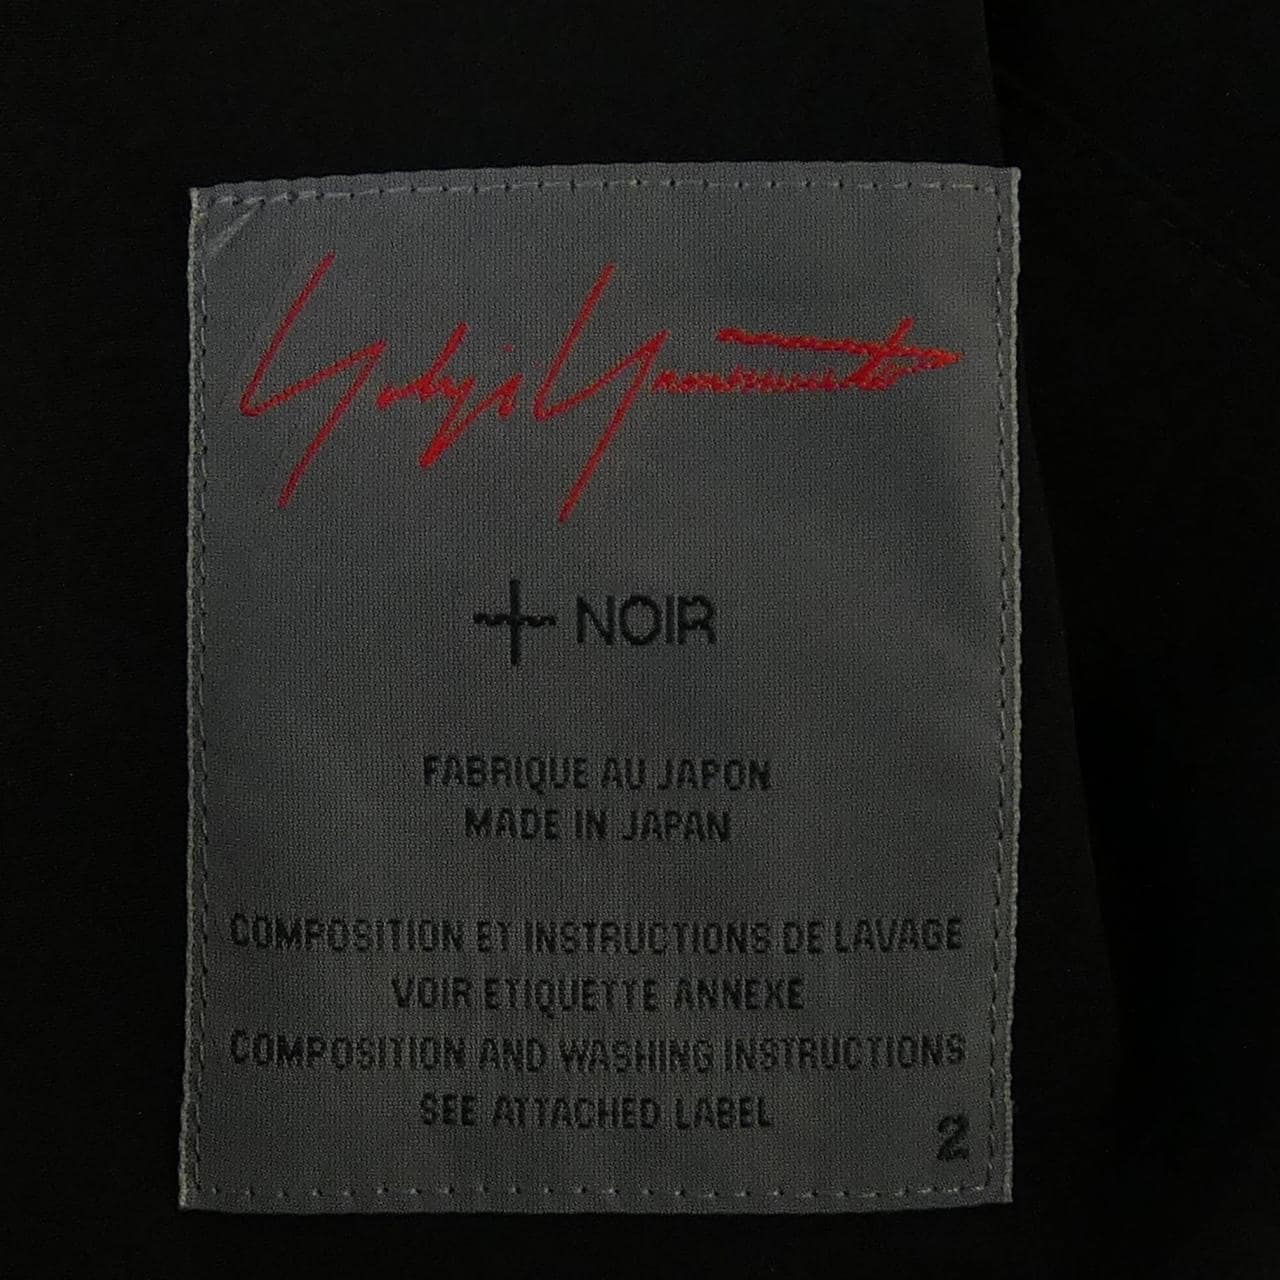 Yohji Yamamoto
+ NOIR
FABRIQUE AU JAPON
MADE IN JAPAN
COMPOSITION ET INSTRUCTIONS DE LAVAGE
VOIR ETIQUETTE ANNEXE
COMPOSITION AND WASHING INSTRUCTIONS
SEE ATTACHED LABEL
2